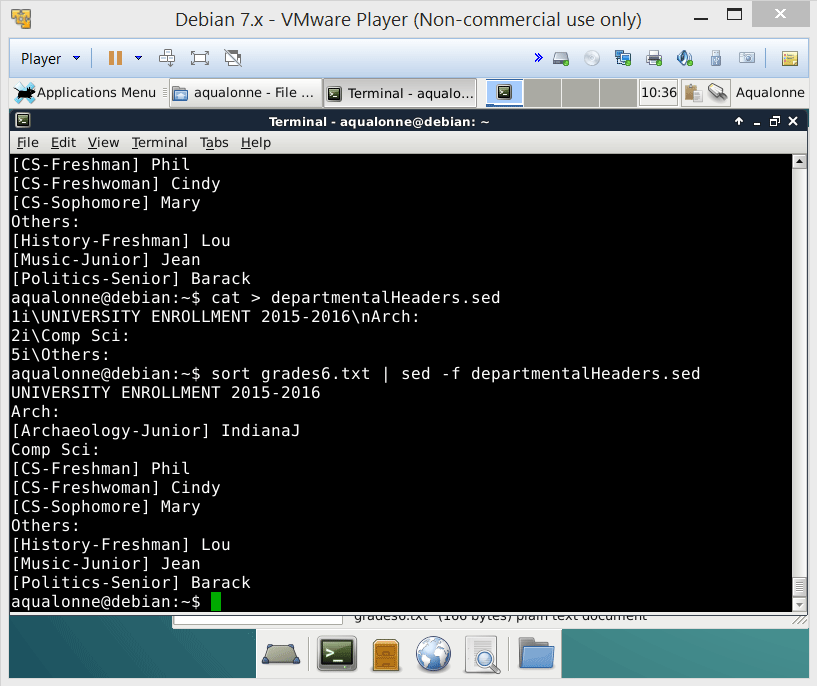 Debian 7.x - VMware Player (Non-commercial use only)
Player
Applications Menu
aqualonne - File ...
Terminal - aqualo...
10:36
Aqualonne
Terminal - aqualonne@debian: ~
File Edit View Terminal Tabs Help
[CS-Freshman] Phil
[CS-Freshwoman] Cindy
[CS-Sophomore] Mary
Others:
[History-Freshman] Lou
[Music-Junior] Jean
[Politics-Senior] Barack
aqualonne@debian:~$ cat > departmentalHeaders.sed
1i\UNIVERSITY ENROLLMENT 2015-2016\nArch:
2i\Comp Sci:
5i\Others:
aqualonne@debian:~$ sort grades6.txt | sed -f departmentalHeaders.sed
UNIVERSITY ENROLLMENT 2015-2016
Arch:
[Archaeology-Junior] IndianaJ
Comp Sci:
[CS-Freshman] Phil
[CS-Freshwoman] Cindy
[CS-Sophomore] Mary
Others:
[History-Freshman] Lou
[Music-Junior] Jean
[Politics-Senior] Barack
aqualonne@debian:~$
bytes) plain text document